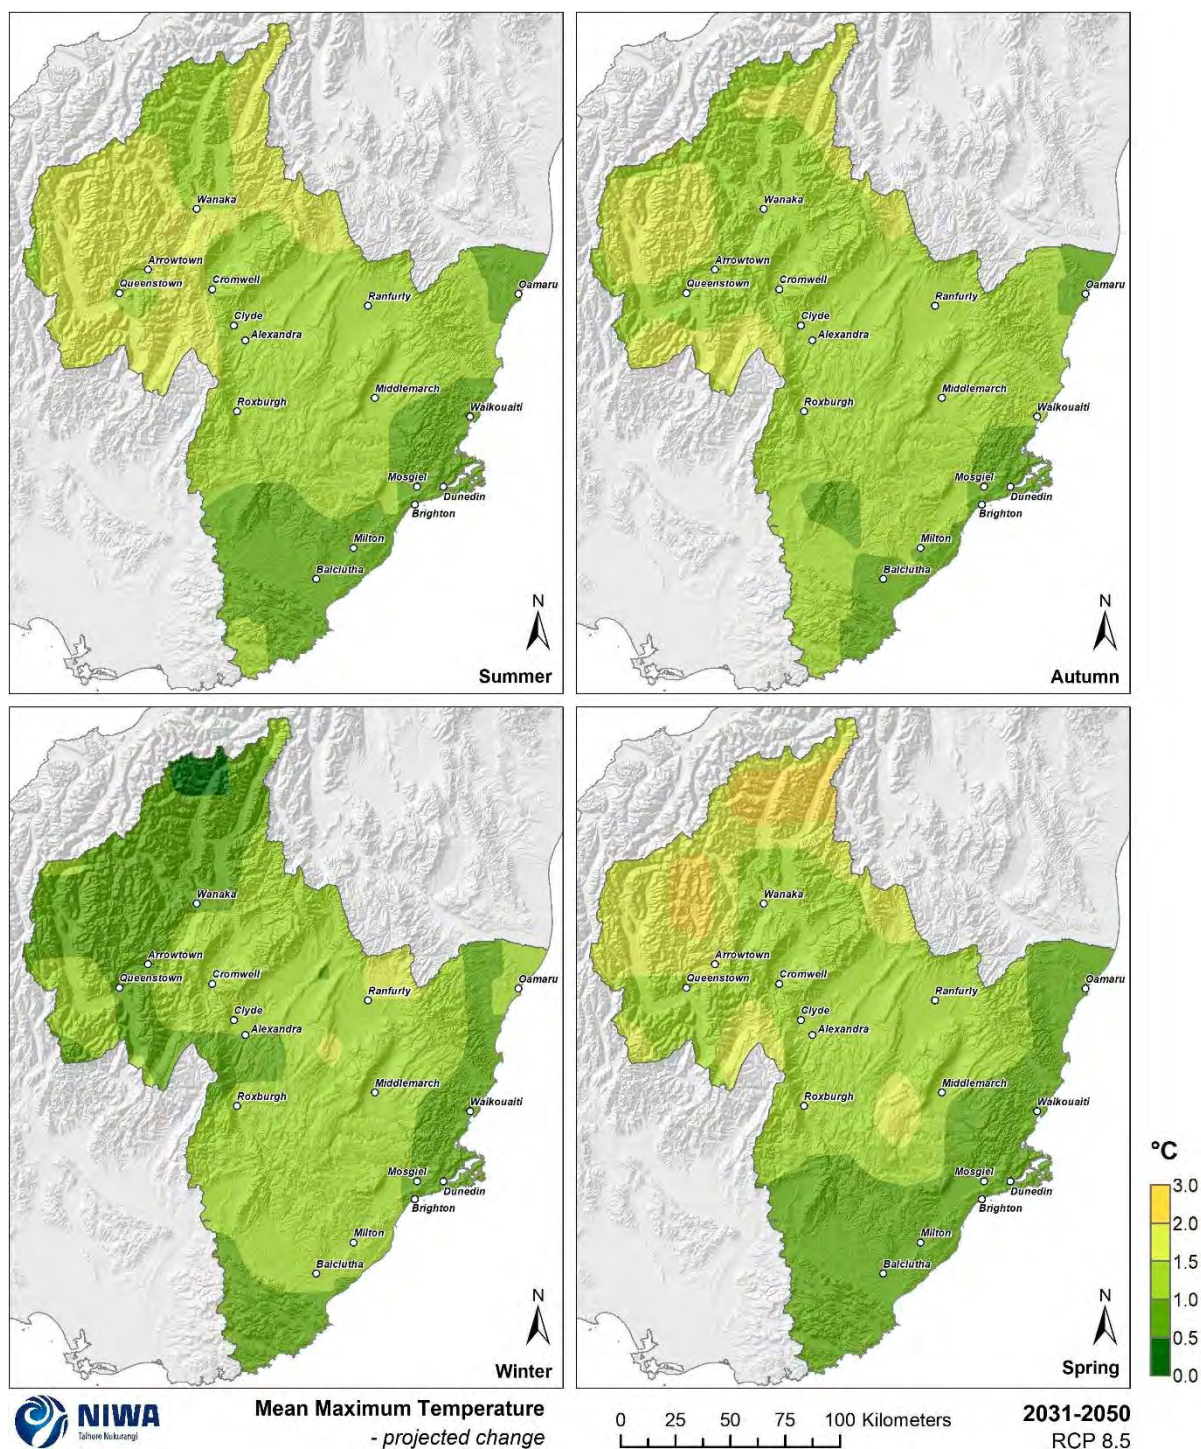 Wanaka
Arrowtown
Queenstown
Cromwell
Oamaru
Ranfurly
Clyde
Alexandra
Middlemarch
Roxburgh
Waikouaiti
Mosgiel
Dunedin
Brighton
Milton
Balclutha
N
Summer
Wanaka
Arrowtown
Queenstown
Cromwell
Oamaru
Ranfurly
Clyde
Alexandra
Middlemarch
Roxburgh
Waikouaiti
Mosgiel
Dunedin
Brighton
Milton
Balclutha
N
Autumn
Wanaka
Arrowtown
Queenstown
Cromwell
Oamaru
Ranfurly
Clyde
Alexandra
Middlemarch
Roxburgh
Waikouaiti
Mosgiel
Dunedin
Brighton
Milton
Balclutha
N
Winter
Wanaka
Arrowtown
Queenstown
Cromwell
Oamaru
Ranfurly
Clyde
Alexandra
Middlemarch
Roxburgh
Waikouaiti
Mosgiel
Dunedin
Brighton
Milton
Balclutha
N
Spring
°C
3.0
2.0
1.5
1.0
0.5
0.0
NIWA
Taihoro Nukurangi
Mean Maximum Temperature
- projected change
0 25 50 75 100 Kilometers
2031-2050
RCP 8.5